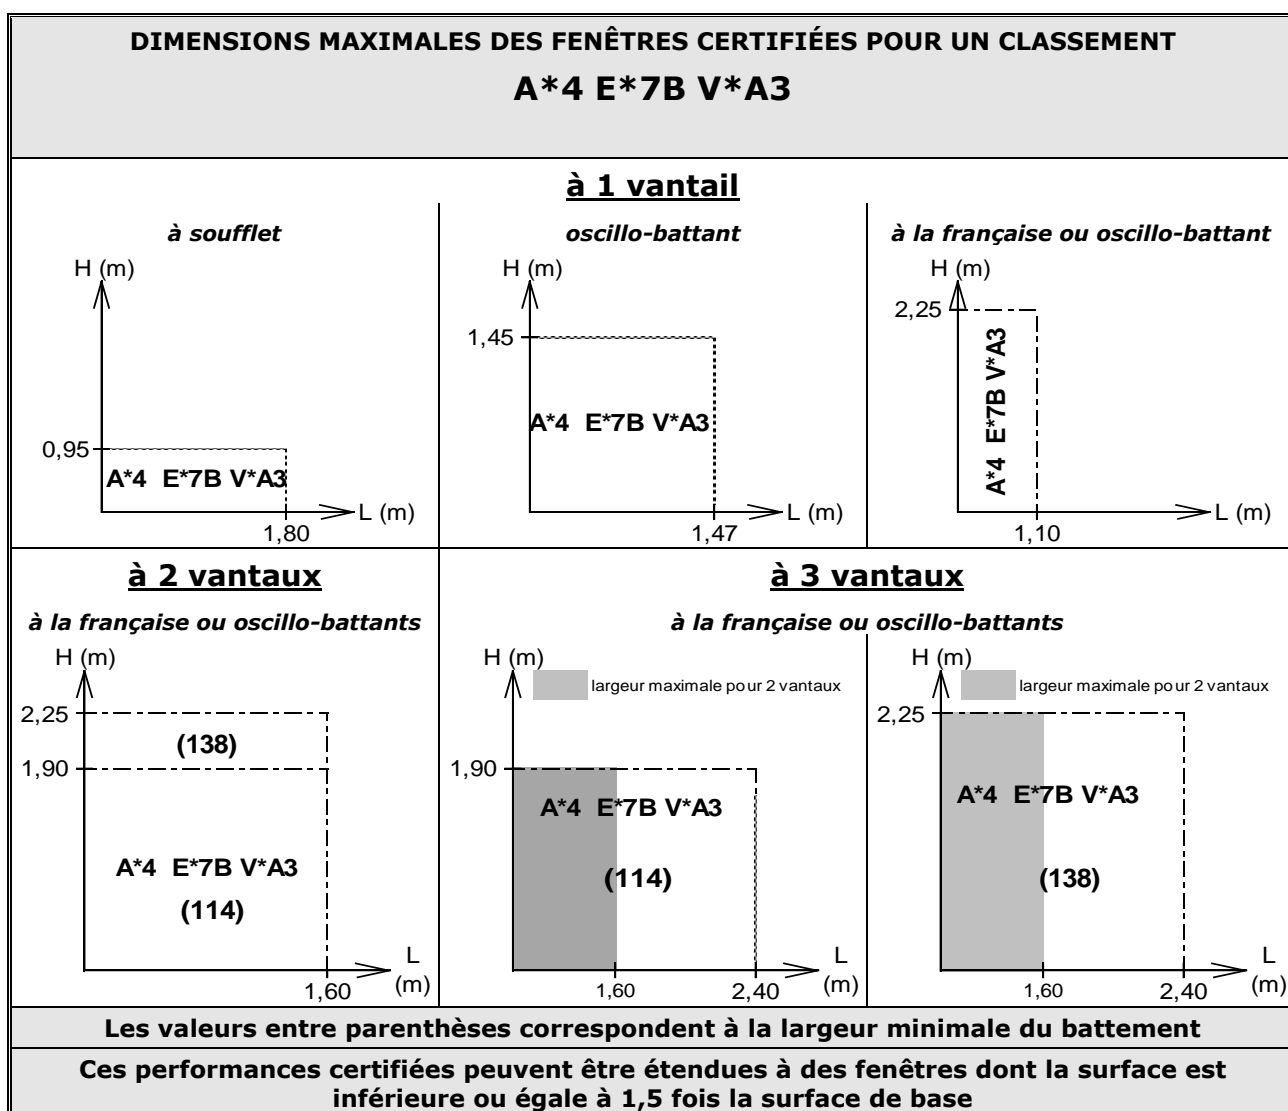 DIMENSIONS MAXIMALES DES FENÊTRES CERTIFIÉES POUR UN CLASSEMENT
A*4 E*7B V*A3
à 1 vantail
à soufflet
H (m)
0,95
A*4 E*7B V*A3
L (m)
1,80
oscillo-battant
H (m)
1,45
A*4 E*7B V*A3
L (m)
1,47
à la française ou oscillo-battant
H (m)
2,25
A*4 E*7B V*A3
L (m)
1,10
à 2 vantaux
à la française ou oscillo-battants
H (m)
2,25
(138)
1,90
A*4 E*7B V*A3
(114)
L
(m)
1,60
à 3 vantaux
à la française ou oscillo-battants
H (m)
largeur maximale pour 2 vantaux
1,90
A*4 E*7B V*A3
(114)
L
(m)
1,60
2,40
H (m)
largeur maximale pour 2 vantaux
2,25
A*4 E*7B V*A3
(138)
L
(m)
1,60
2,40
Les valeurs entre parenthèses correspondent à la largeur minimale du battement
Ces performances certifiées peuvent être étendues à des fenêtres dont la surface est
inférieure ou égale à 1,5 fois la surface de base